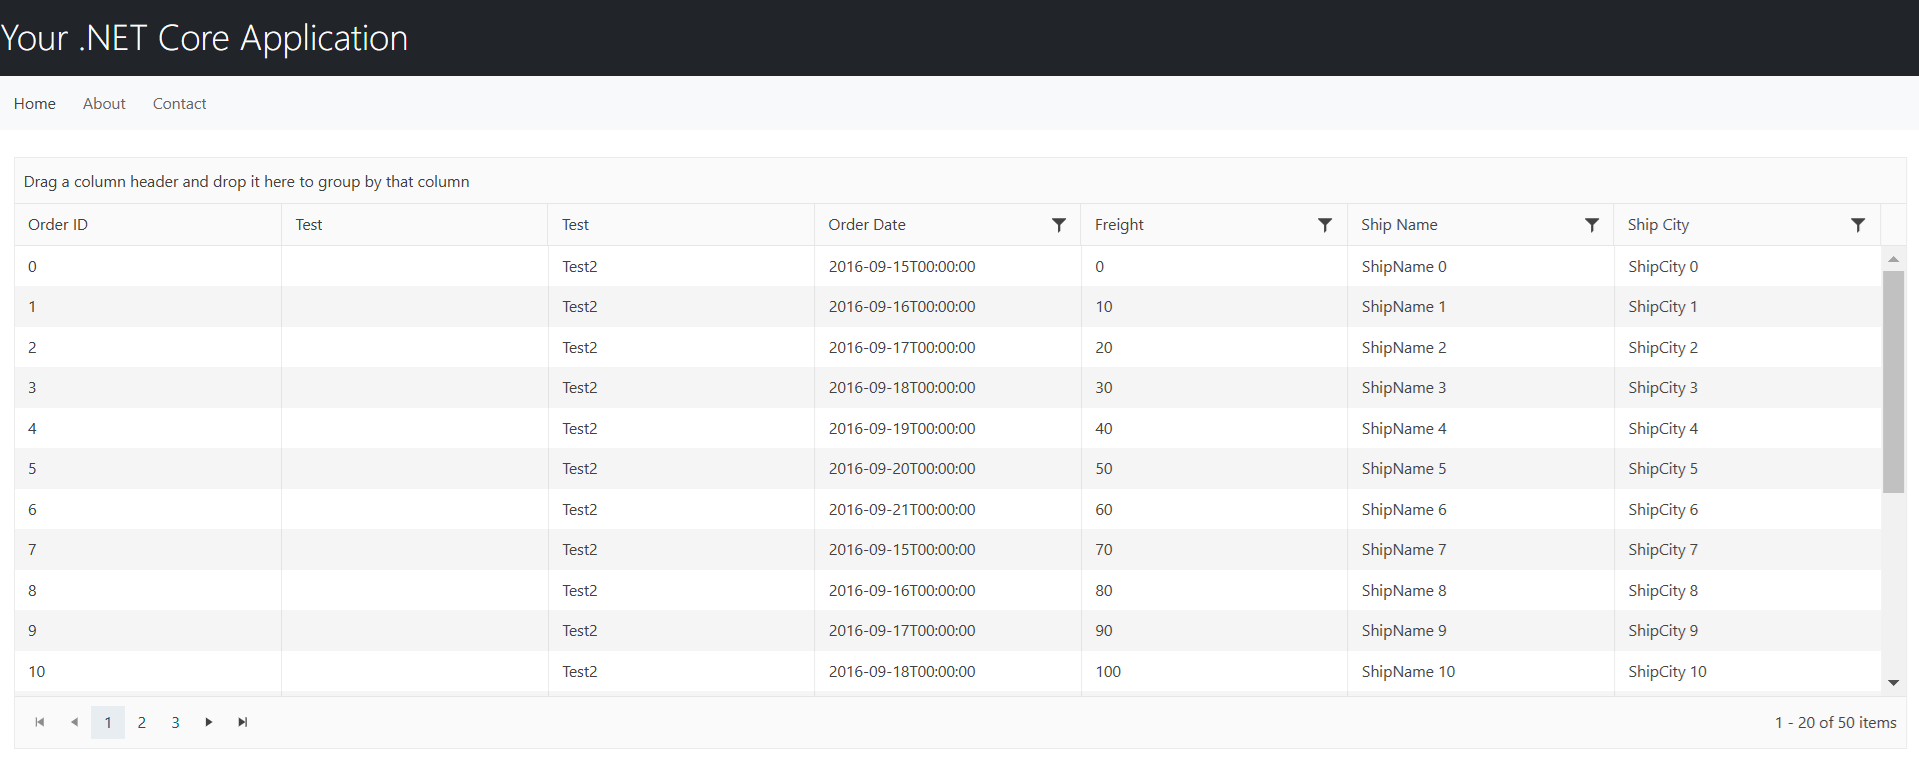 Your .NET Core Application
Home About Contact
Drag a column header and drop it here to group by that column
Order ID Test Test Order Date Freight Ship Name Ship City
0 Test2 2016-09-15T00:00:00 0 ShipName 0 ShipCity 0
1 Test2 2016-09-16T00:00:00 10 ShipName 1 ShipCity 1
2 Test2 2016-09-17T00:00:00 20 ShipName 2 ShipCity 2
3 Test2 2016-09-18T00:00:00 30 ShipName 3 ShipCity 3
4 Test2 2016-09-19T00:00:00 40 ShipName 4 ShipCity 4
5 Test2 2016-09-20T00:00:00 50 ShipName 5 ShipCity 5
6 Test2 2016-09-21T00:00:00 60 ShipName 6 ShipCity 6
7 Test2 2016-09-15T00:00:00 70 ShipName 7 ShipCity 7
8 Test2 2016-09-16T00:00:00 80 ShipName 8 ShipCity 8
9 Test2 2016-09-17T00:00:00 90 ShipName 9 ShipCity 9
10 Test2 2016-09-18T00:00:00 100 ShipName 10 ShipCity 10
1 2 3 1 - 20 of 50 items